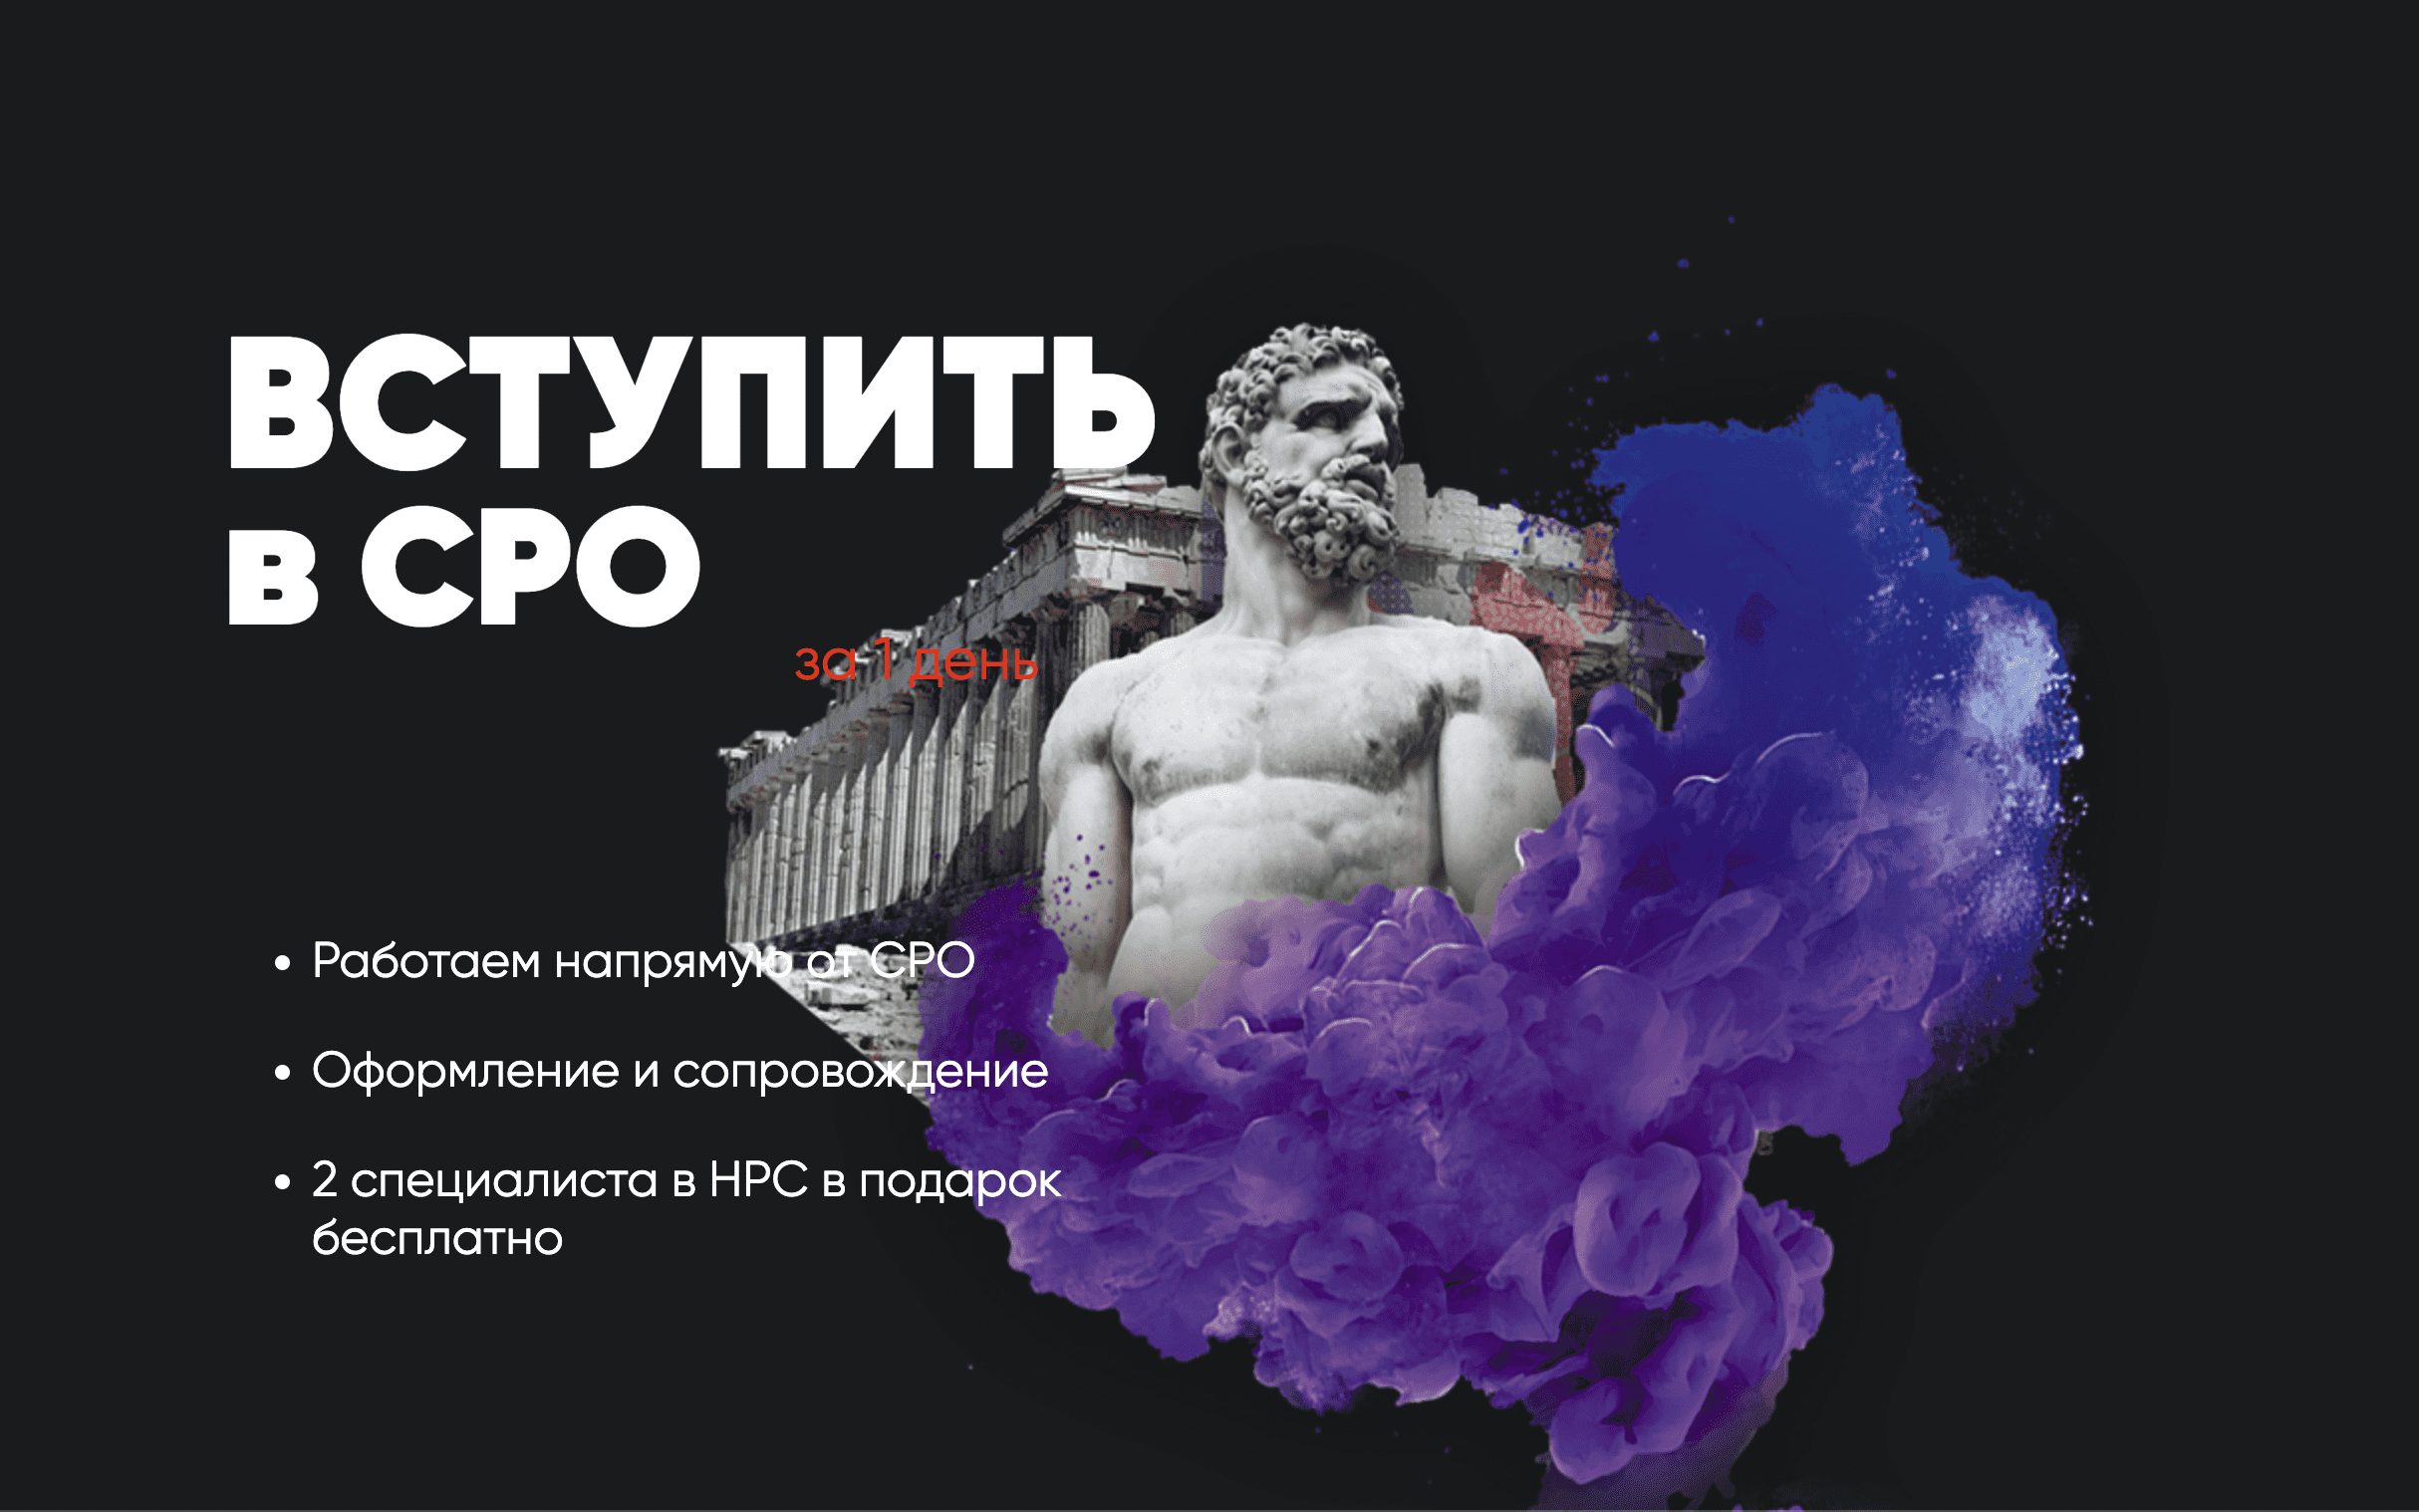 ВСТУПИТЬ
в СРО
за 1 день
• Работаем напрямую от СРО
• Оформление и сопровождение
• 2 специалиста в НРС в подарок
бесплатно